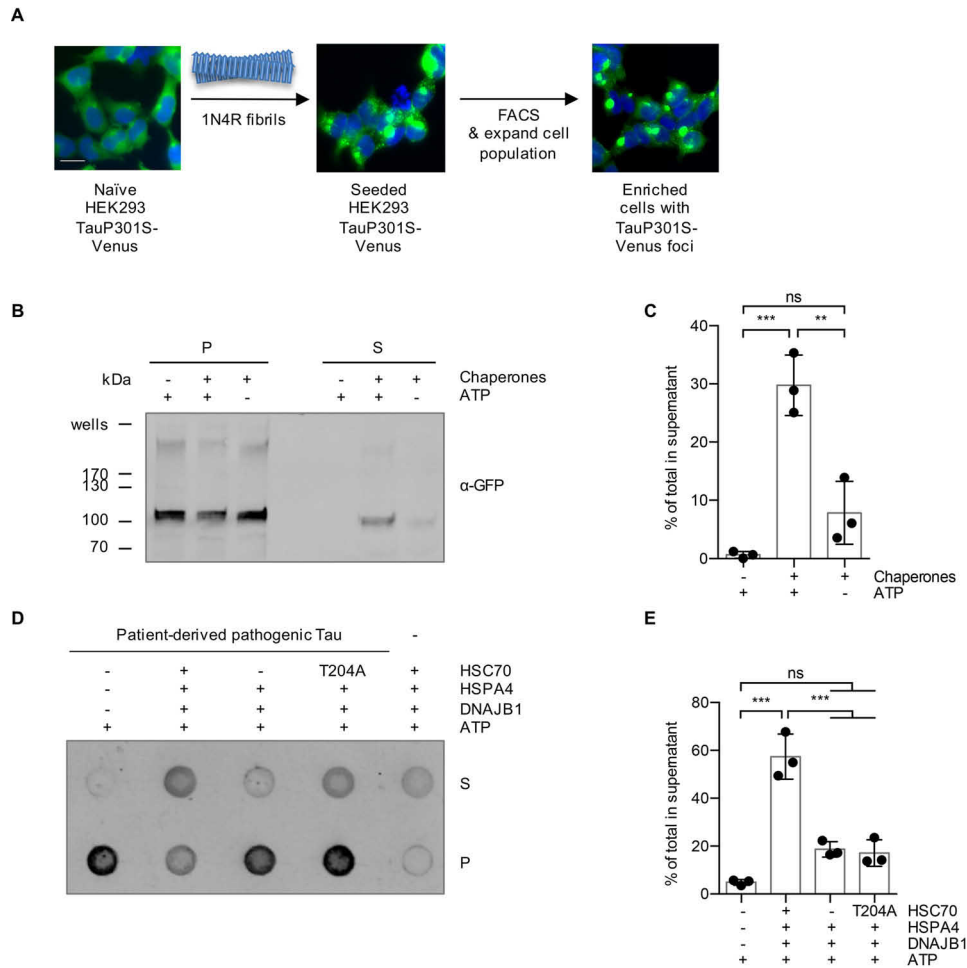 A
1N4R fibrils
FACS
& expand cell
population
Naïve
HEK293
TauP301S-
Venus
Seeded
HEK293
TauP301S-
Venus
Enriched
cells with
TauP301S-
Venus foci
B
P
S
kDa
- + + - + + Chaperones
+ + - + + - ATP
wells
170
130
100
70
α-GFP
C
ns
*** **
% of total in supernatant
40
30
20
10
0
- + + Chaperones
+ + - ATP
D
Patient-derived pathogenic Tau -
- + - T204A + HSC70
- + + + + HSPA4
- + + + + DNAJB1
+ + + + + ATP
S
P
E
ns
*** ***
% of total in supernatant
80
60
40
20
0
- + - T204A HSC70
- + + + HSPA4
- + + + DNAJB1
+ + + + ATP